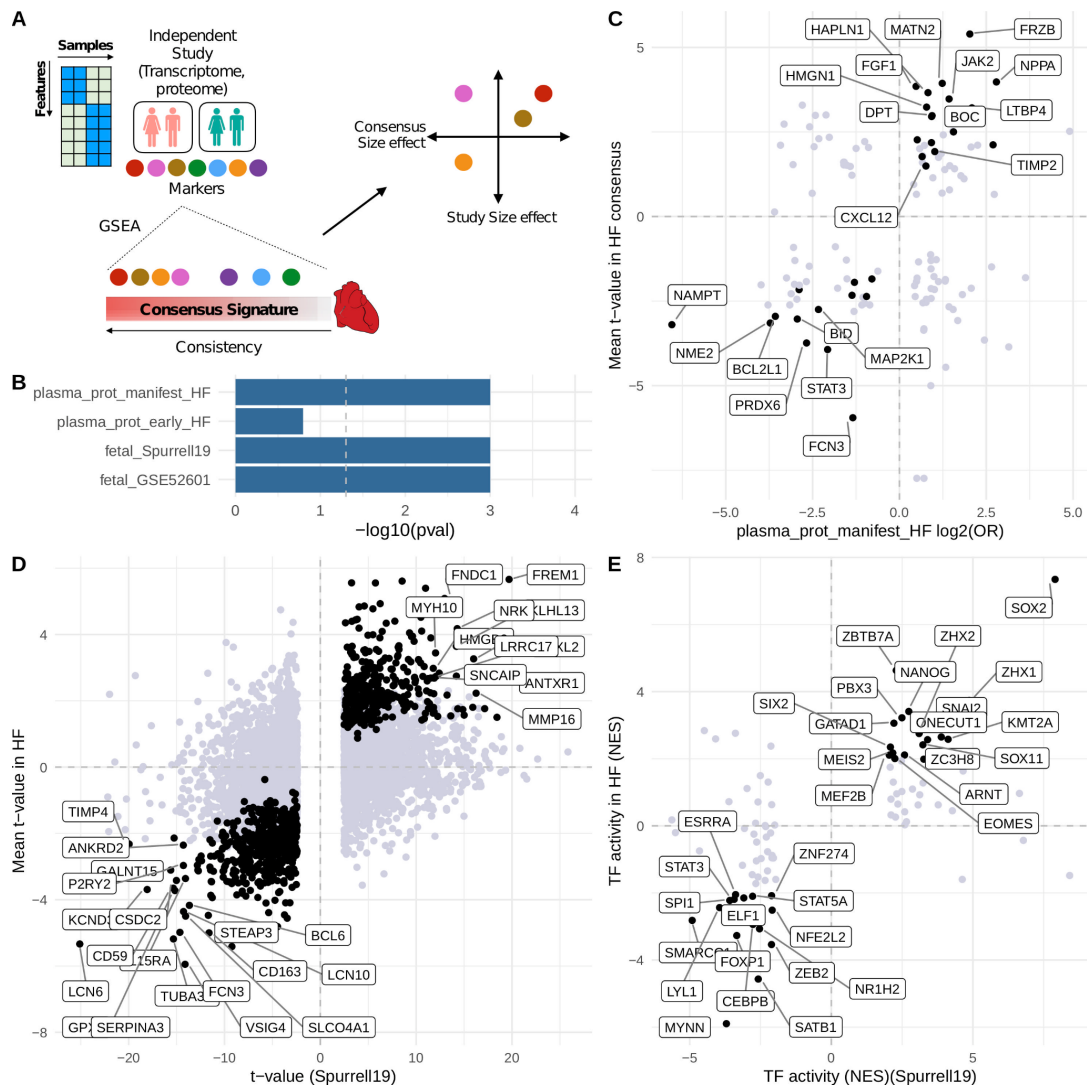 A
Samples
Features
Independent
Study
(Transcriptome,
proteome)
Markers
GSEA
Consensus Signature
Consistency
Consensus
Size effect
Study Size effect
B
plasma_prot_manifest_HF
plasma_prot_early_HF
fetal_Spurrell19
fetal_GSE52601
0
1
2
3
4
−log10(pval)
C
HAPLN1
MATN2
FRZB
FGF1
JAK2
NPPA
HMGN1
DPT
BOC
LTBP4
TIMP2
CXCL12
NAMPT
NME2
BCL2L1
BID
MAP2K1
PRDX6
STAT3
FCN3
5
0
−5
−5.0
−2.5
0.0
2.5
5.0
Mean t−value in HF consensus
plasma_prot_manifest_HF log2(OR)
D
FNDC1
FREM1
MYH10
NRK
KLHL13
LRRC17
XL2
SNCAIP
ANTXR1
MMP16
TIMP4
ANKRD2
GALNT15
P2RY2
CSDC2
CD59
STEAP3
BCL6
CD163
LCN10
LCN6
FCN3
SERPINA3
VSIG4
SLCO4A1
4
0
−4
−8
−20
−10
0
10
20
Mean t−value in HF
t−value (Spurrell19)
E
SOX2
ZBTB7A
ZHX2
NANOG
ZHX1
PBX3
SIX2
SNAI2
GATAD1
ONECUT1
KMT2A
MEIS2
ZC3H8
SOX11
MEF2B
ARNT
EOMES
ESRRA
ZNF274
STAT3
SPI1
STAT5A
ELF1
NFE2L2
FOXP1
ZEB2
LYL1
CEBPB
NR1H2
MYNN
SATB1
8
4
0
−4
−5
0
5
TF activity in HF (NES)
TF activity (NES)(Spurrell19)